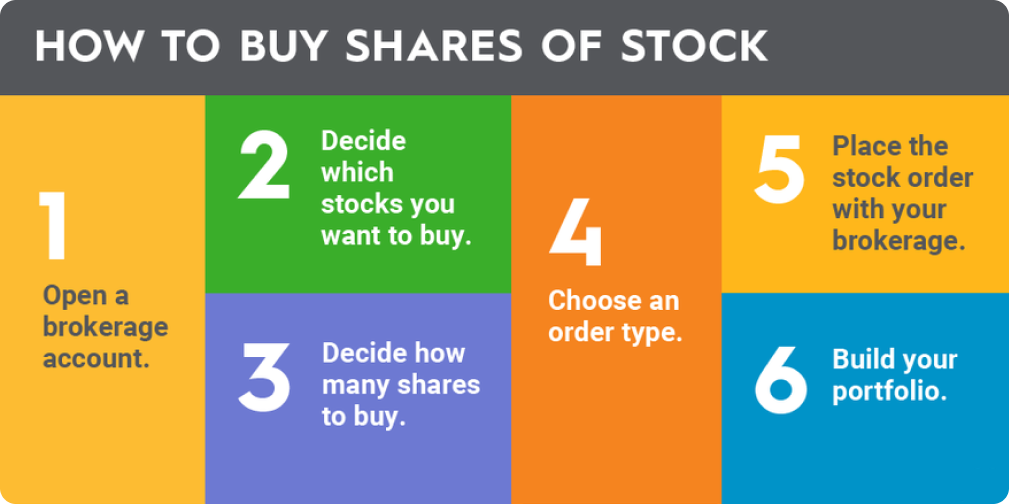 HOW TO BUY SHARES OF STOCK
1
Open a
brokerage
account.
2
Decide
which
stocks you
want to buy.
3
Decide how
many shares
to buy.
4
Choose an
order type.
5
Place the
stock order
with your
brokerage.
6
Build your
portfolio.